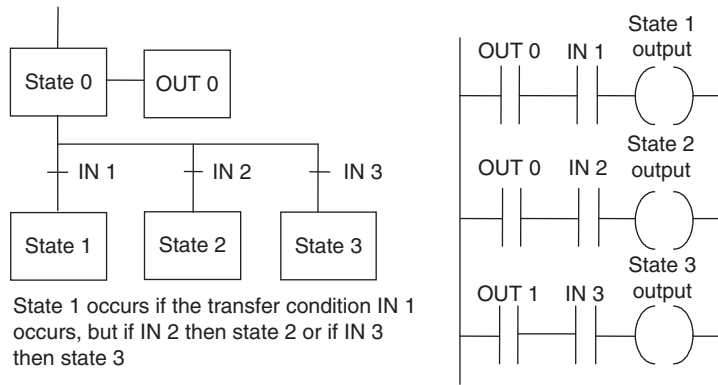 State 0
OUT 0
IN 1
IN 2
IN 3
State 1
State 2
State 3
State 1 occurs if the transfer condition IN 1
occurs, but if IN 2 then state 2 or if IN 3
then state 3
State 1
output
OUT 0
IN 1
State 2
output
OUT 0
IN 2
State 3
output
OUT 1
IN 3